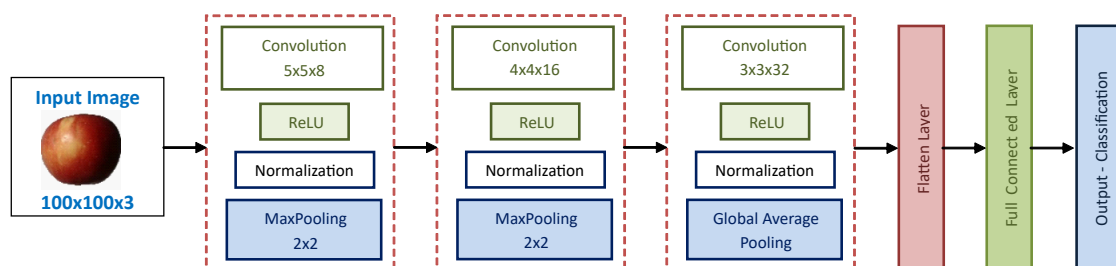 Input Image
100x100x3
Convolution
5x5x8
ReLU
Normalization
MaxPooling
2x2
Convolution
4x4x16
ReLU
Normalization
MaxPooling
2x2
Convolution
3x3x32
ReLU
Normalization
Global Average
Pooling
Flatten Layer
Full Connect ed Layer
Output - Classification